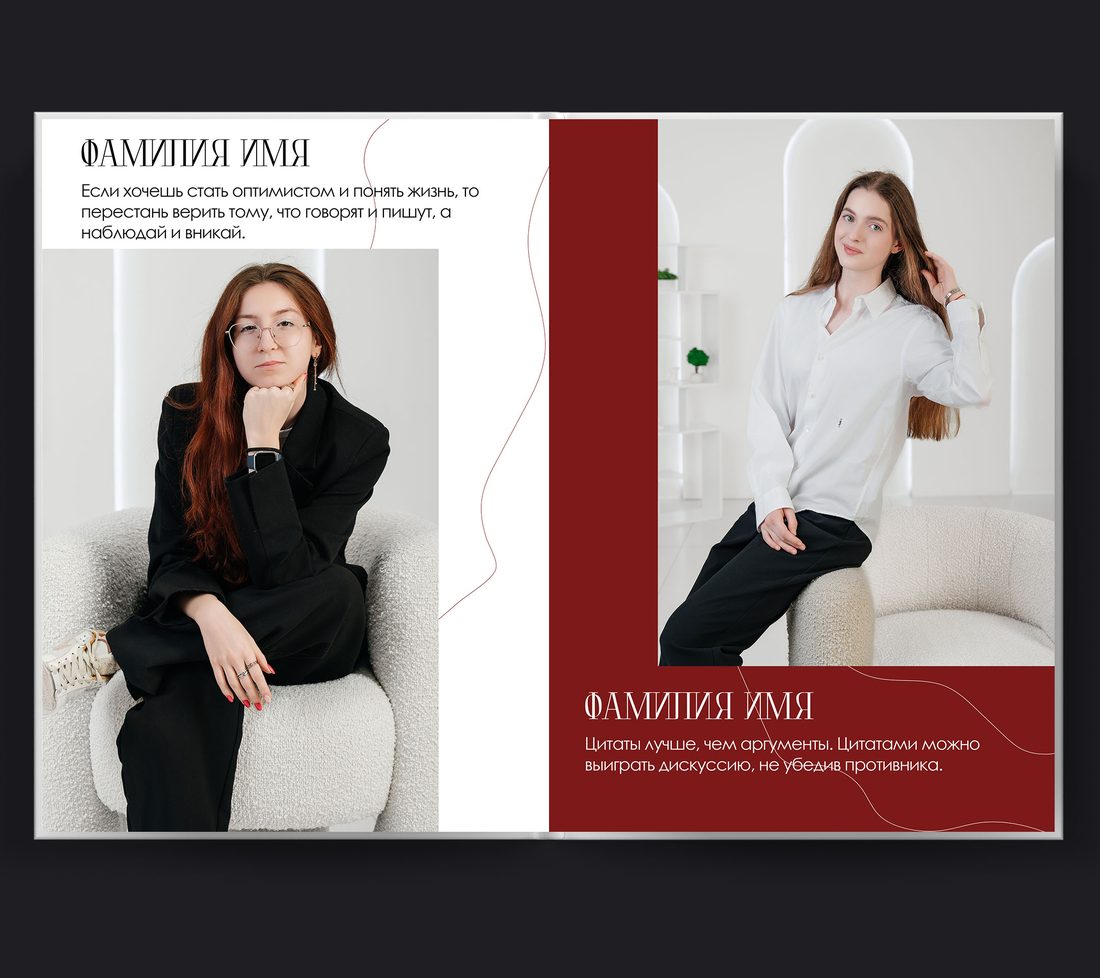 ФАМИЛИЯ ИМЯ
Если хочешь стать оптимистом и понять жизнь, то
перестань верить тому, что говорят и пишут, а
наблюдай и вникай.
ФАМИЛИЯ ИМЯ
Цитаты лучше, чем аргументы. Цитатами можно
выиграть дискуссию, не убедив противника.